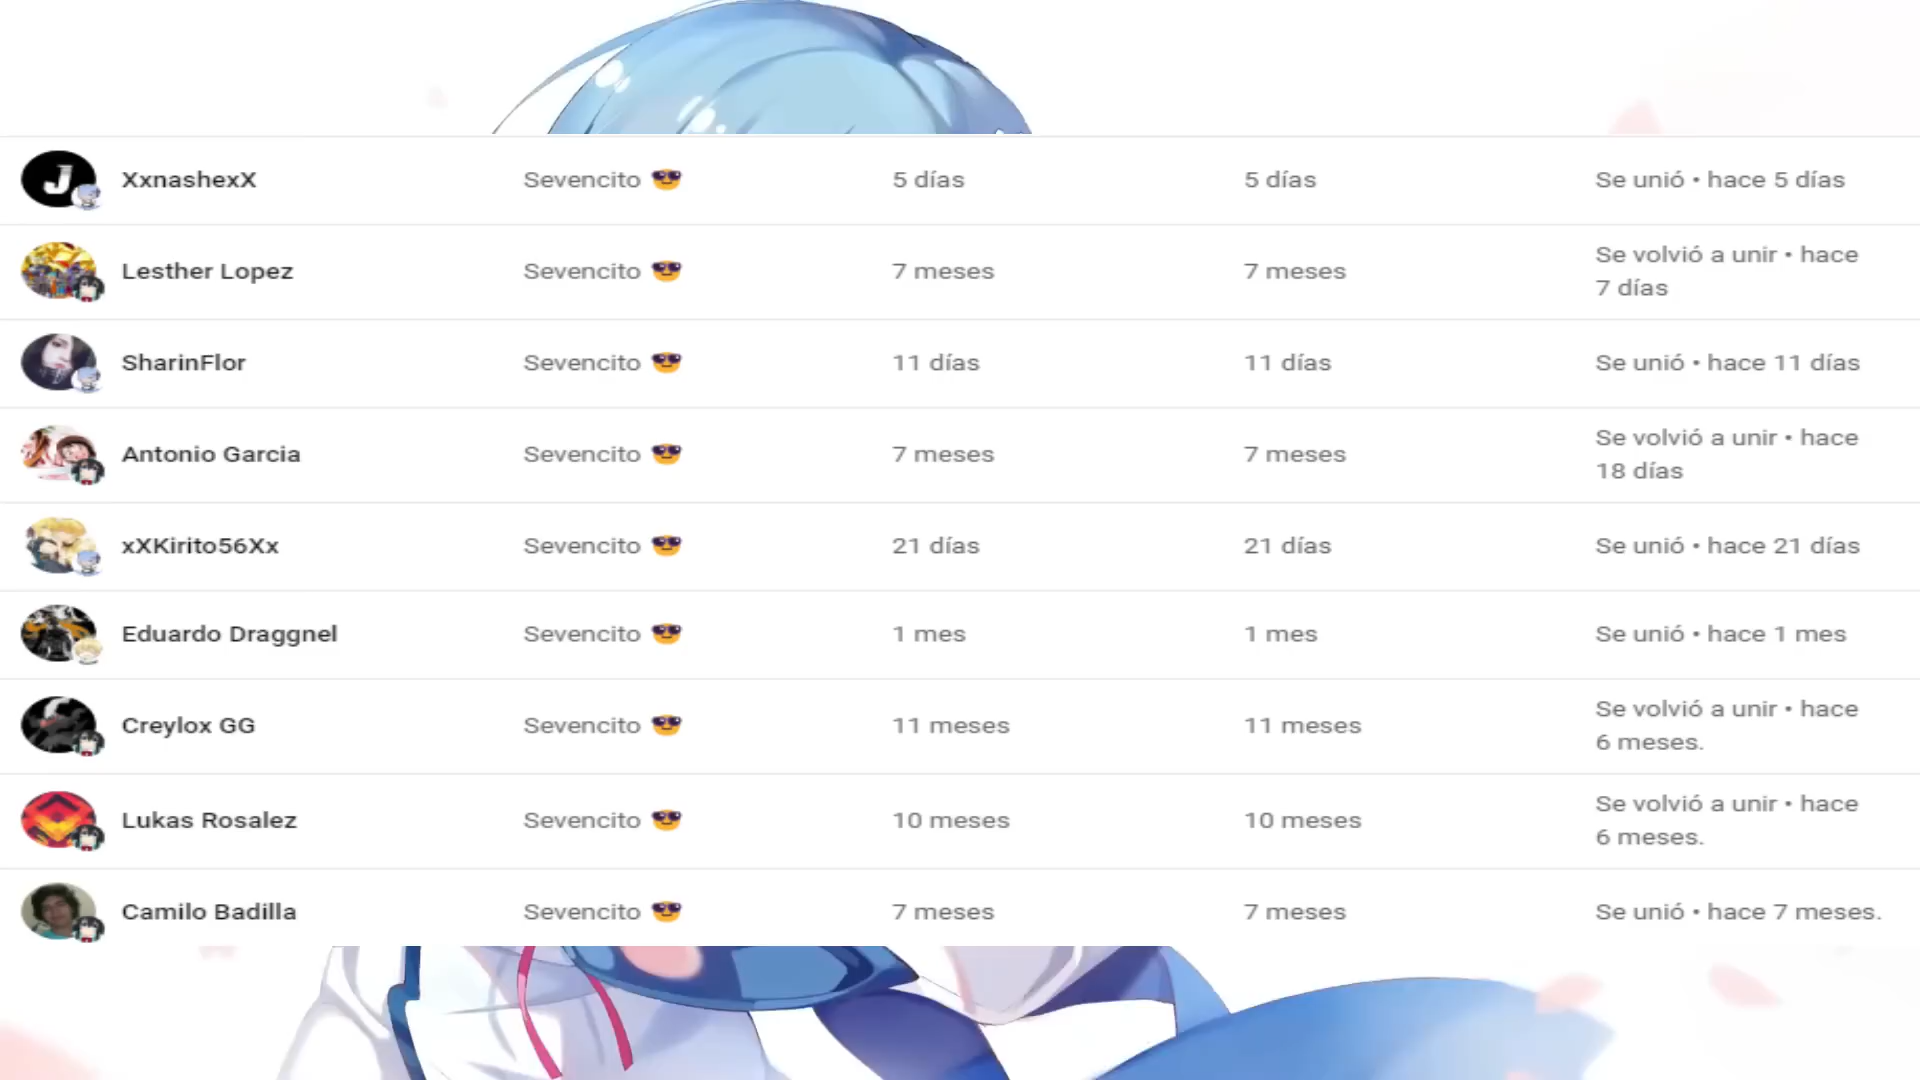 J
XxnashexX Sevencito 😎 5 días 5 días Se unió • hace 5 días
Lesther Lopez Sevencito 😎 7 meses 7 meses Se volvió a unir • hace
7 días
SharinFlor Sevencito 😎 11 días 11 días Se unió • hace 11 días
Antonio Garcia Sevencito 😎 7 meses 7 meses Se volvió a unir • hace
18 días
xXKirito56Xx Sevencito 😎 21 días 21 días Se unió • hace 21 días
Eduardo Draggnel Sevencito 😎 1 mes 1 mes Se unió • hace 1 mes
Creylox GG Sevencito 😎 11 meses 11 meses Se volvió a unir • hace
6 meses.
Lukas Rosalez Sevencito 😎 10 meses 10 meses Se volvió a unir • hace
6 meses.
Camilo Badilla Sevencito 😎 7 meses 7 meses Se unió • hace 7 meses.